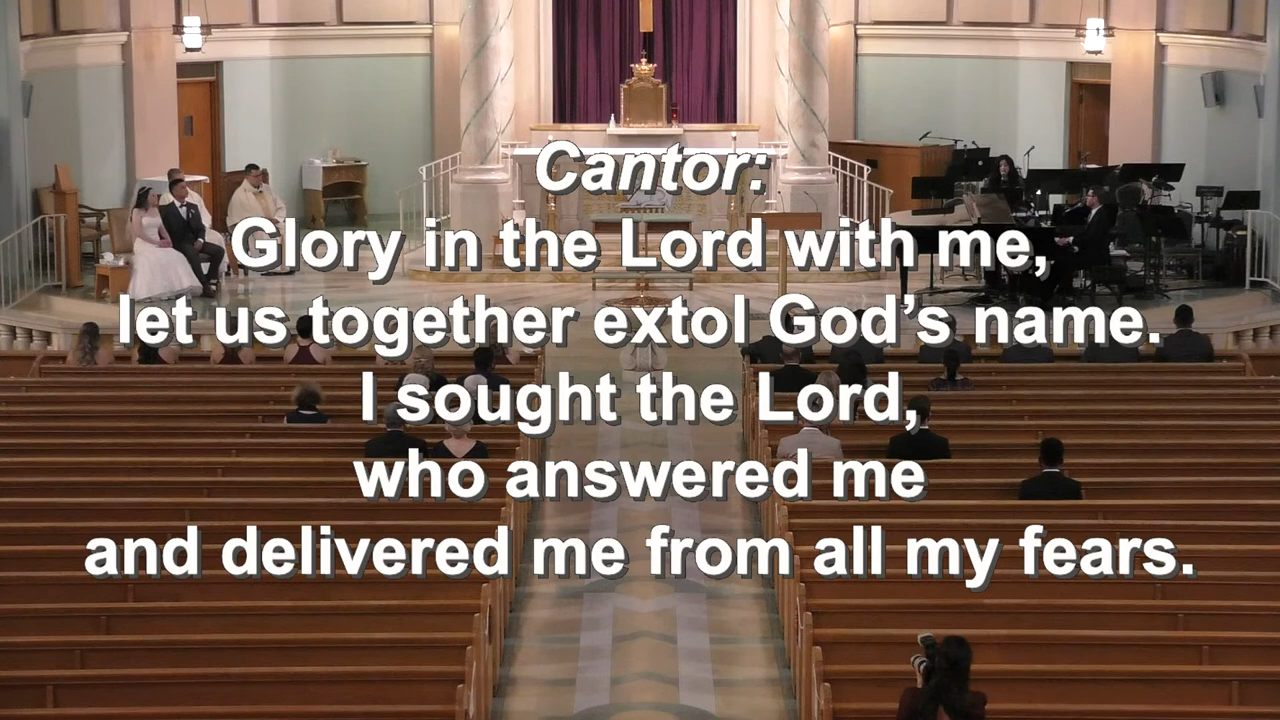 Cantor:
Glory in the Lord with me,
let us together extol God’s name.
I sought the Lord,
who answered me
and delivered me from all my fears.